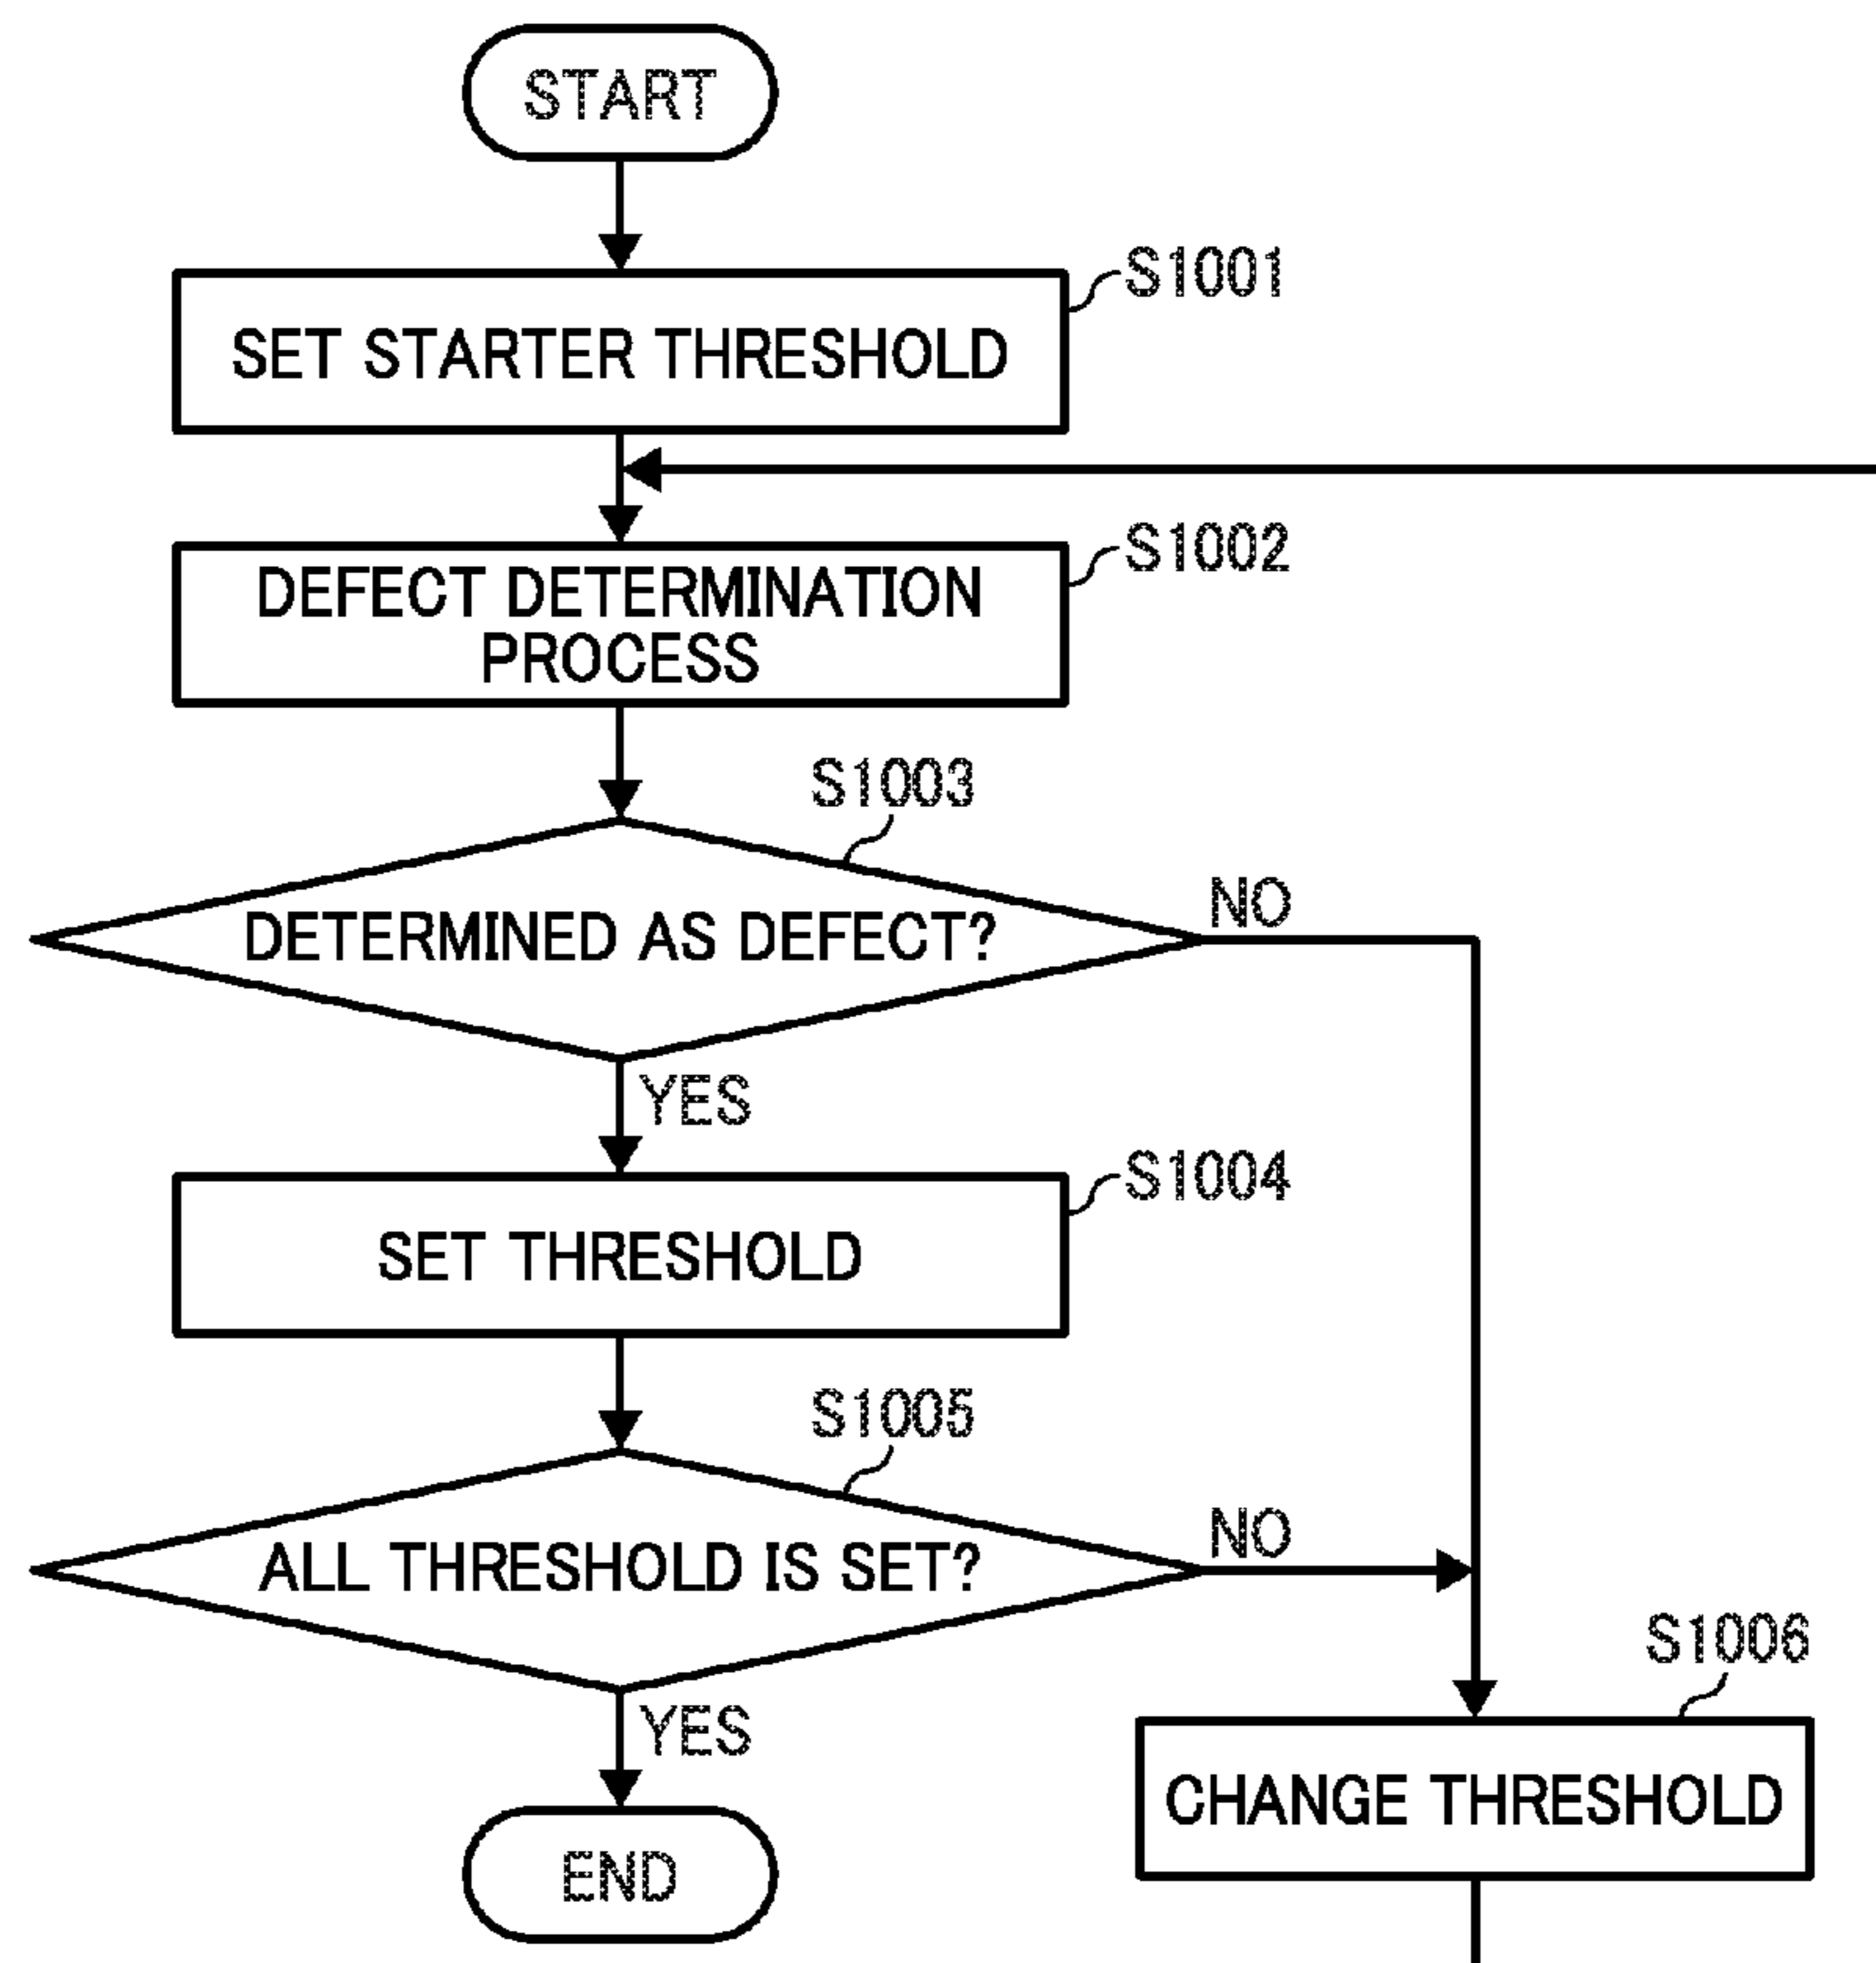 START
S1001
SET STARTER THRESHOLD
S1002
DEFECT DETERMINATION
PROCESS
S1003
DETERMINED AS DEFECT?
NO
YES
S1004
SET THRESHOLD
S1005
ALL THRESHOLD IS SET?
NO
YES
S1006
CHANGE THRESHOLD
END